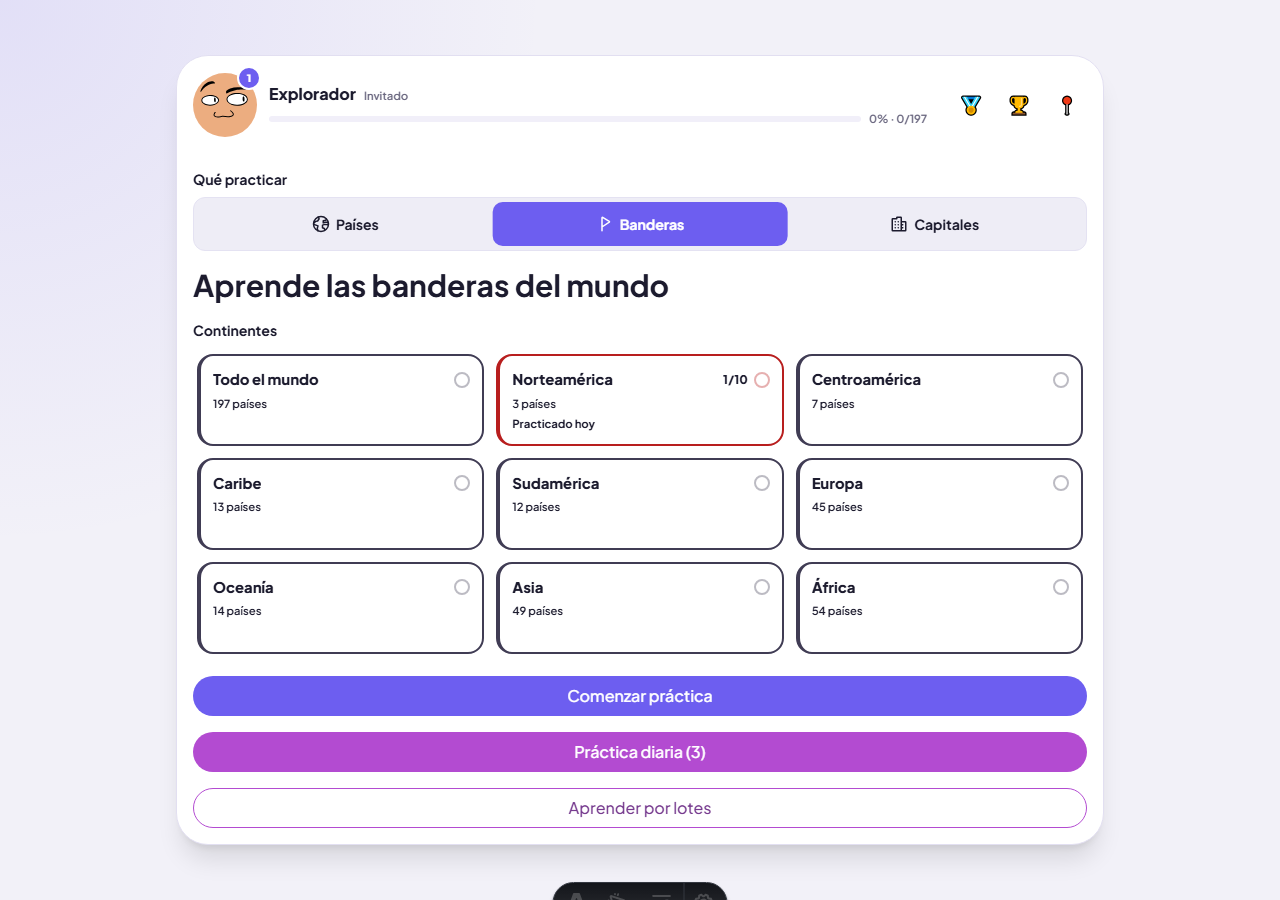 1
Explorador Invitado
0% · 0/197
Qué practicar
Países
Banderas
Capitales
Aprende las banderas del mundo
Continentes
Todo el mundo
197 países
Norteamérica 1/10
3 países
Practicado hoy
Centroamérica
7 países
Caribe
13 países
Sudamérica
12 países
Europa
45 países
Oceanía
14 países
Asia
49 países
África
54 países
Comenzar práctica
Práctica diaria (3)
Aprender por lotes